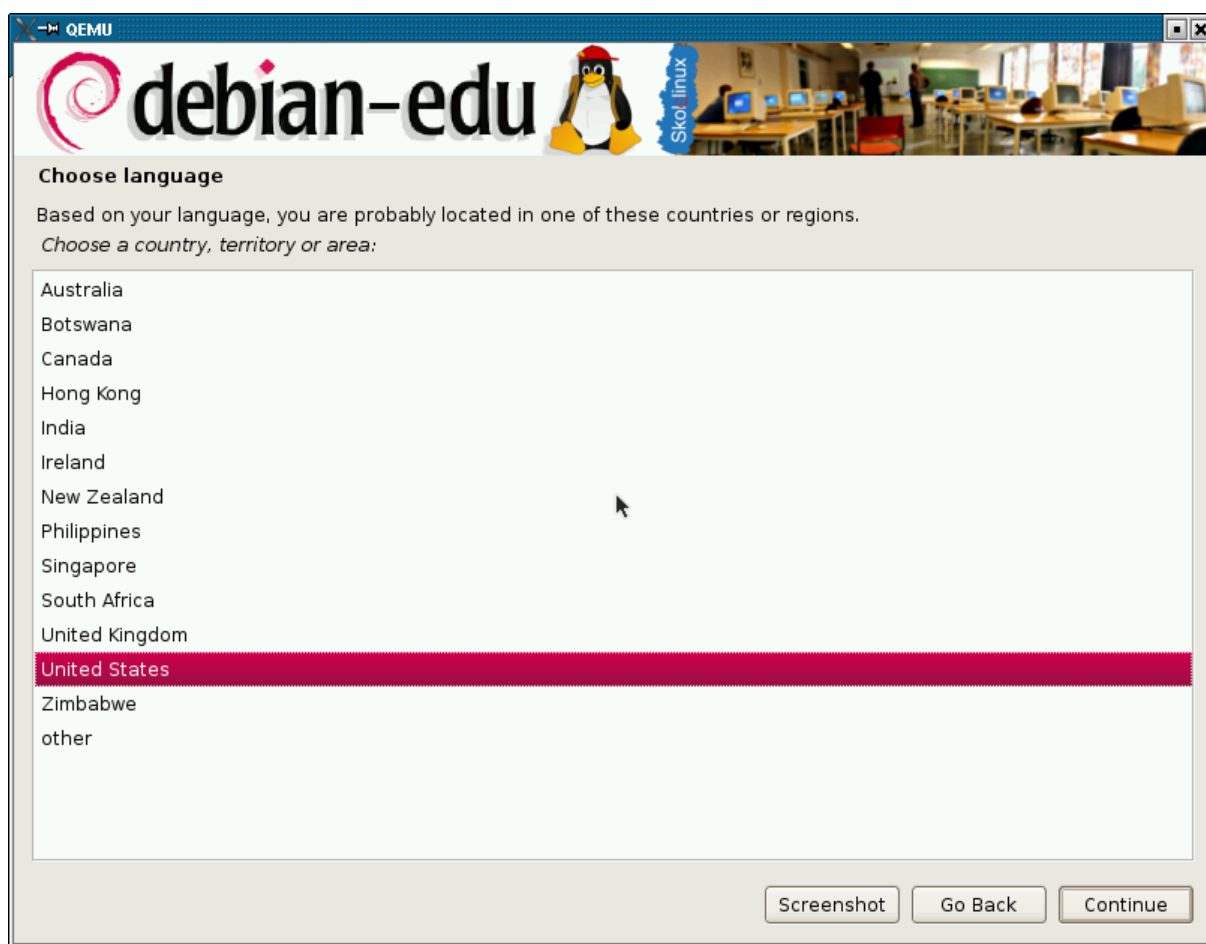 QEMU
debian-edu
Skolelinux
Choose language
Based on your language, you are probably located in one of these countries or regions.
Choose a country, territory or area:
Australia
Botswana
Canada
Hong Kong
India
Ireland
New Zealand
Philippines
Singapore
South Africa
United Kingdom
United States
Zimbabwe
other
Screenshot
Go Back
Continue